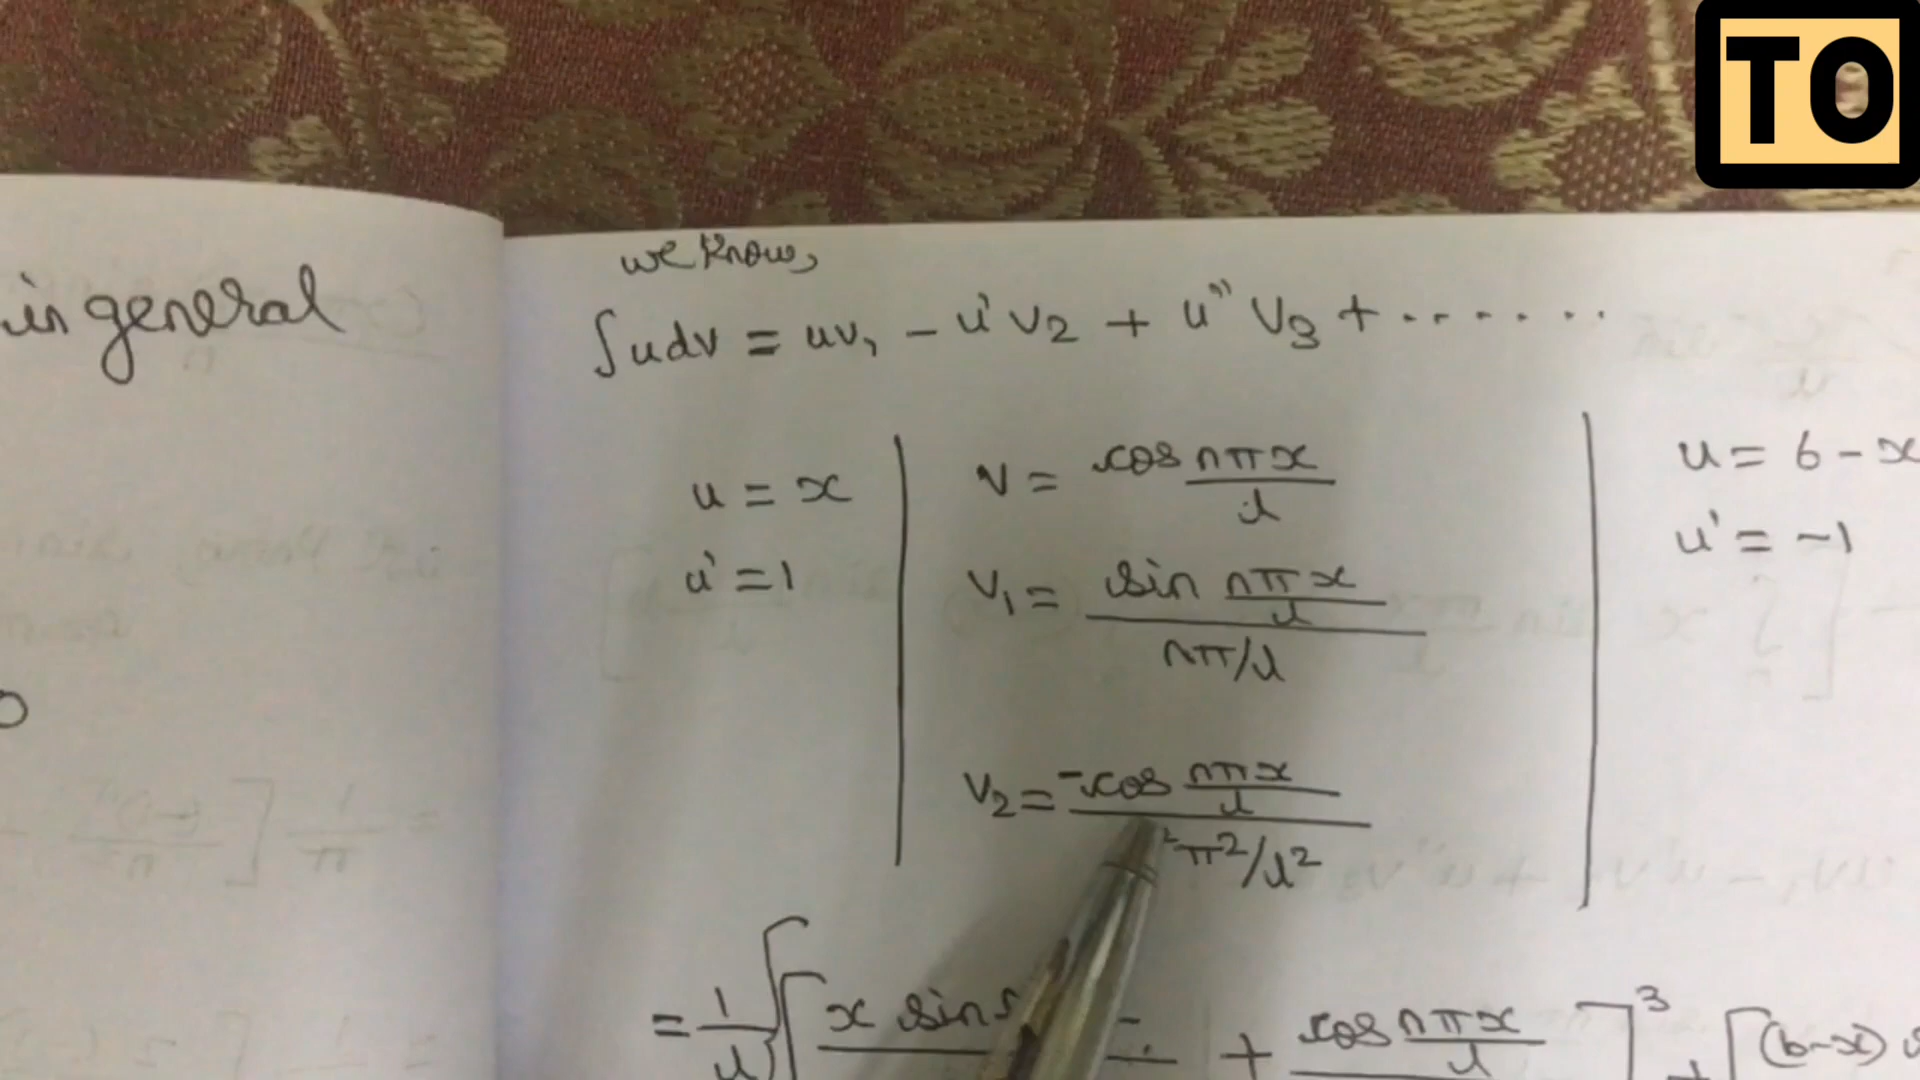 TO
in general
we know,
∫udv = uv₁ - u'v₂ + u''v₃ + .......
u = x
u' = 1
v = cos nπx/l
v₁ = sin nπx/l / nπ/l
v₂ = -cos nπx/l / ²π²/l²
u = 6 - x
u' = -1
= 1/l {[x sin + cos nπx/l ]³ + [(6-x)